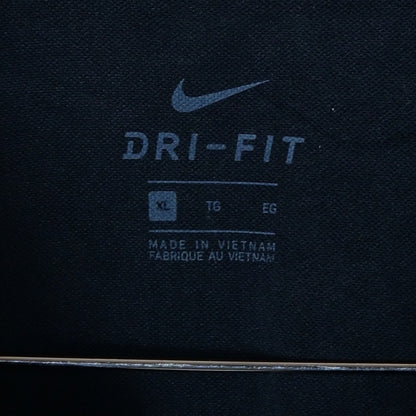 DRI-FIT
XL TG EG
MADE IN VIETNAM
FABRIQUE AU VIETNAM